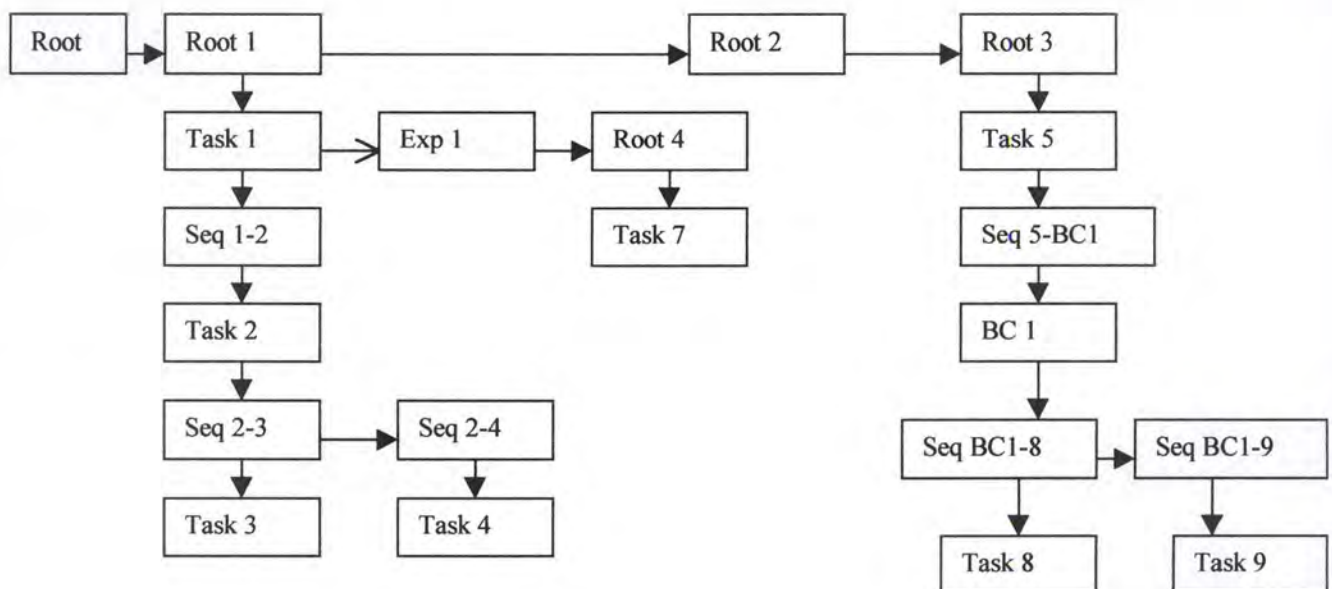 Root
Root 1
Root 2
Root 3
Task 1
Exp 1
Root 4
Task 5
Seq 1-2
Task 7
Seq 5-BC1
Task 2
BC 1
Seq 2-3
Seq 2-4
Seq BC1-8
Seq BC1-9
Task 3
Task 4
Task 8
Task 9